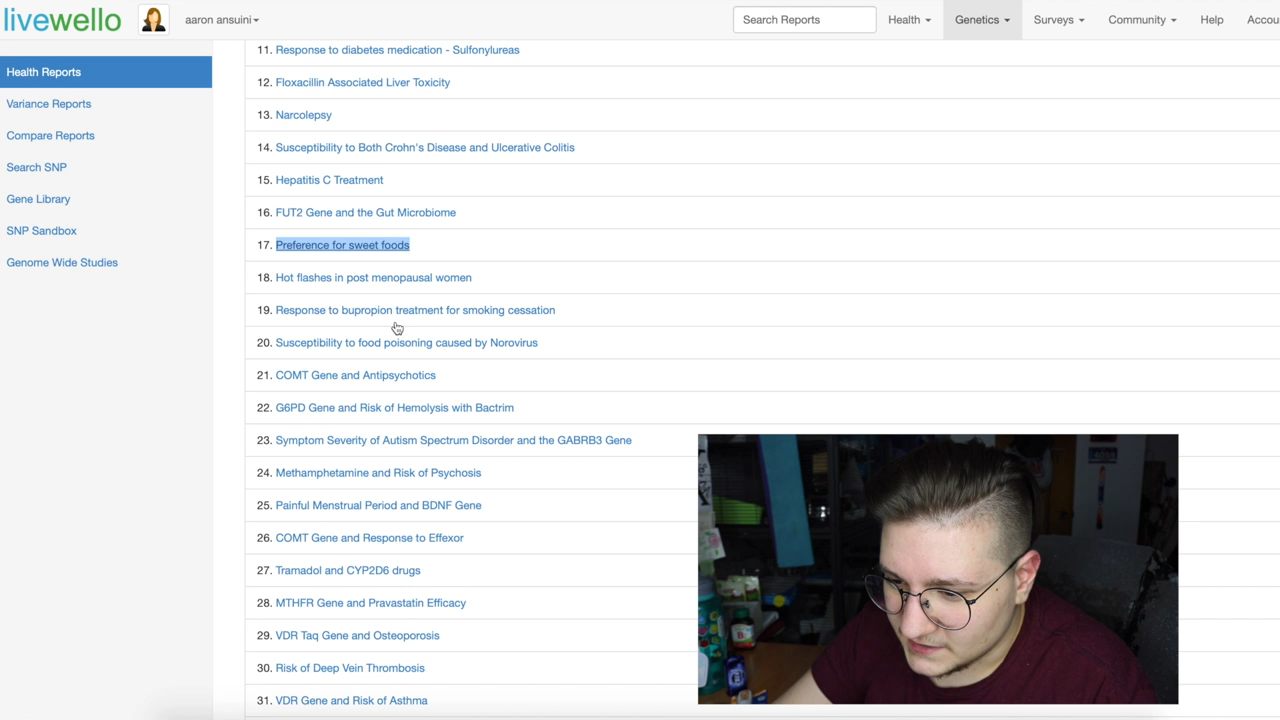 livewello
aaron ansuini
Search Reports
Health
Genetics
Surveys
Community
Help
Accou
Health Reports
Variance Reports
Compare Reports
Search SNP
Gene Library
SNP Sandbox
Genome Wide Studies
11. Response to diabetes medication - Sulfonylureas
12. Floxacillin Associated Liver Toxicity
13. Narcolepsy
14. Susceptibility to Both Crohn's Disease and Ulcerative Colitis
15. Hepatitis C Treatment
16. FUT2 Gene and the Gut Microbiome
17. Preference for sweet foods
18. Hot flashes in post menopausal women
19. Response to bupropion treatment for smoking cessation
20. Susceptibility to food poisoning caused by Norovirus
21. COMT Gene and Antipsychotics
22. G6PD Gene and Risk of Hemolysis with Bactrim
23. Symptom Severity of Autism Spectrum Disorder and the GABRB3 Gene
24. Methamphetamine and Risk of Psychosis
25. Painful Menstrual Period and BDNF Gene
26. COMT Gene and Response to Effexor
27. Tramadol and CYP2D6 drugs
28. MTHFR Gene and Pravastatin Efficacy
29. VDR Taq Gene and Osteoporosis
30. Risk of Deep Vein Thrombosis
31. VDR Gene and Risk of Asthma